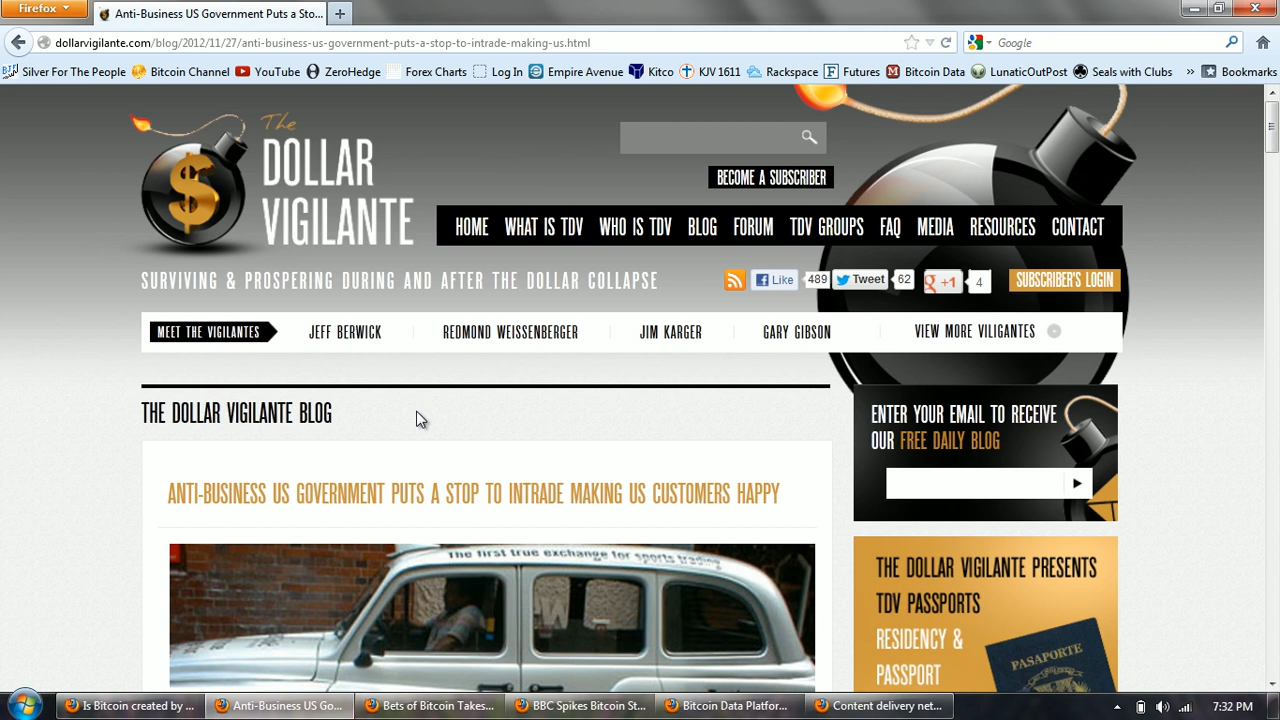 Firefox
Anti-Business US Government Puts a Sto...
dollarvigilante.com/blog/2012/11/27/anti-business-us-government-puts-a-stop-to-intrade-making-us.html
Google
Silver For The People
Bitcoin Channel
YouTube
ZeroHedge
Forex Charts
Log In
Empire Avenue
Kitco
KJV 1611
Rackspace
Futures
Bitcoin Data
LunaticOutPost
Seals with Clubs
»
Bookmarks
The
DOLLAR
VIGILANTE
BECOME A SUBSCRIBER
HOME WHAT IS TDV WHO IS TDV BLOG FORUM TDV GROUPS FAQ MEDIA RESOURCES CONTACT
SURVIVING & PROSPERING DURING AND AFTER THE DOLLAR COLLAPSE
Like 489 Tweet 62 +1 4
SUBSCRIBER'S LOGIN
MEET THE VIGILANTES
JEFF BERWICK
REDMOND WEISSENBERGER
JIM KARGER
GARY GIBSON
VIEW MORE VILIGANTES
THE DOLLAR VIGILANTE BLOG
ENTER YOUR EMAIL TO RECEIVE
OUR FREE DAILY BLOG
ANTI-BUSINESS US GOVERNMENT PUTS A STOP TO INTRADE MAKING US CUSTOMERS HAPPY
The first true exchange for sports trading
THE DOLLAR VIGILANTE PRESENTS
TDV PASSPORTS
RESIDENCY &
PASSPORT
PASAPORTE
Is Bitcoin created by ...
Anti-Business US Go...
Bets of Bitcoin Takes...
BBC Spikes Bitcoin St...
Bitcoin Data Platfor...
Content delivery net...
7:32 PM